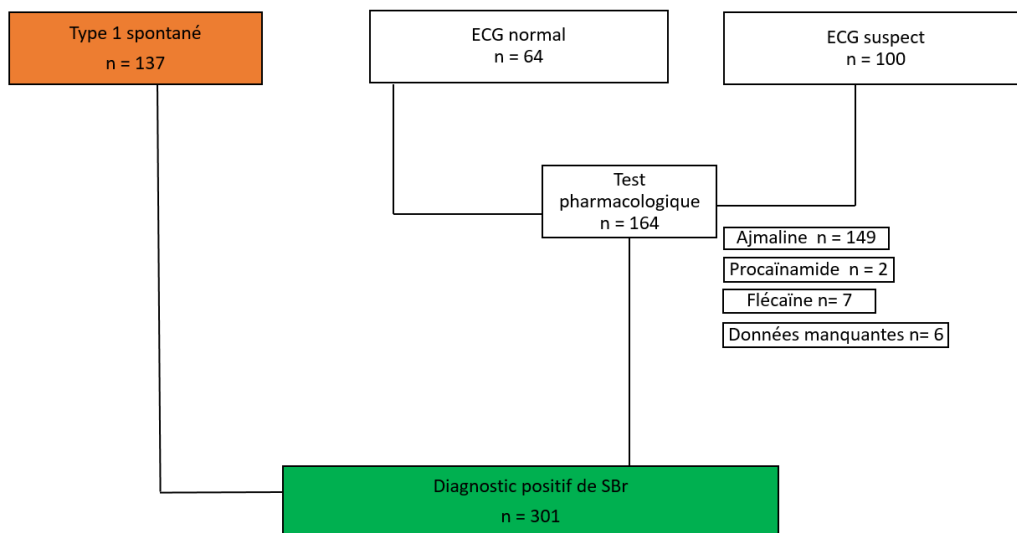 Type 1 spontané
n = 137
ECG normal
n = 64
ECG suspect
n = 100
Test
pharmacologique
n = 164
Ajmaline  n = 149
Procaïnamide  n = 2
Flécaïne n= 7
Données manquantes n= 6
Diagnostic positif de SBr
n = 301